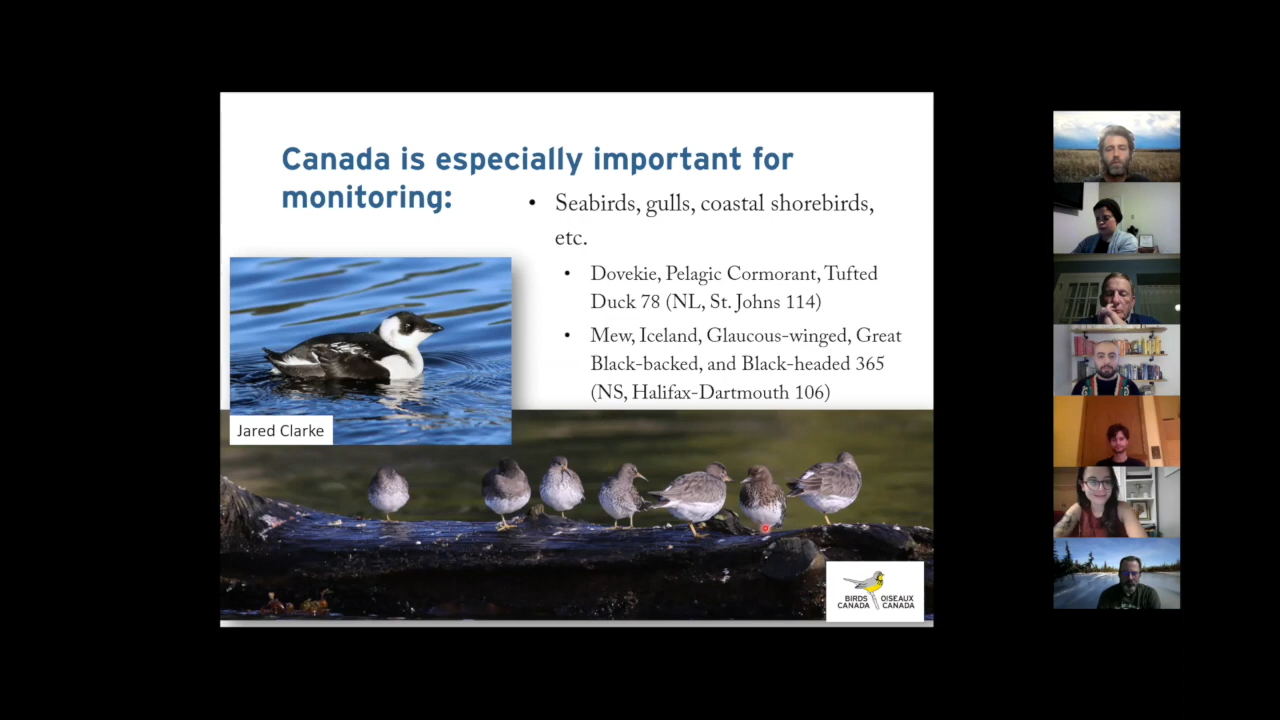 Canada is especially important for
monitoring:
• Seabirds, gulls, coastal shorebirds,
etc.
• Dovekie, Pelagic Cormorant, Tufted
Duck 78 (NL, St. Johns 114)
• Mew, Iceland, Glaucous-winged, Great
Black-backed, and Black-headed 365
(NS, Halifax-Dartmouth 106)
Jared Clarke
BIRDS OISEAUX
CANADA CANADA